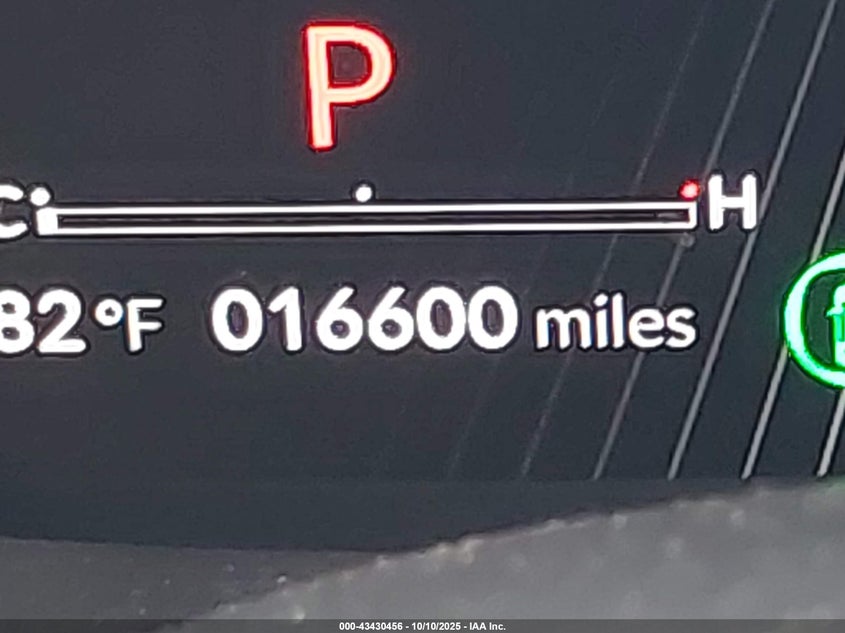 P
C H
82°F 016600 miles
000-43430456 - 10/10/2025 - IAA Inc.